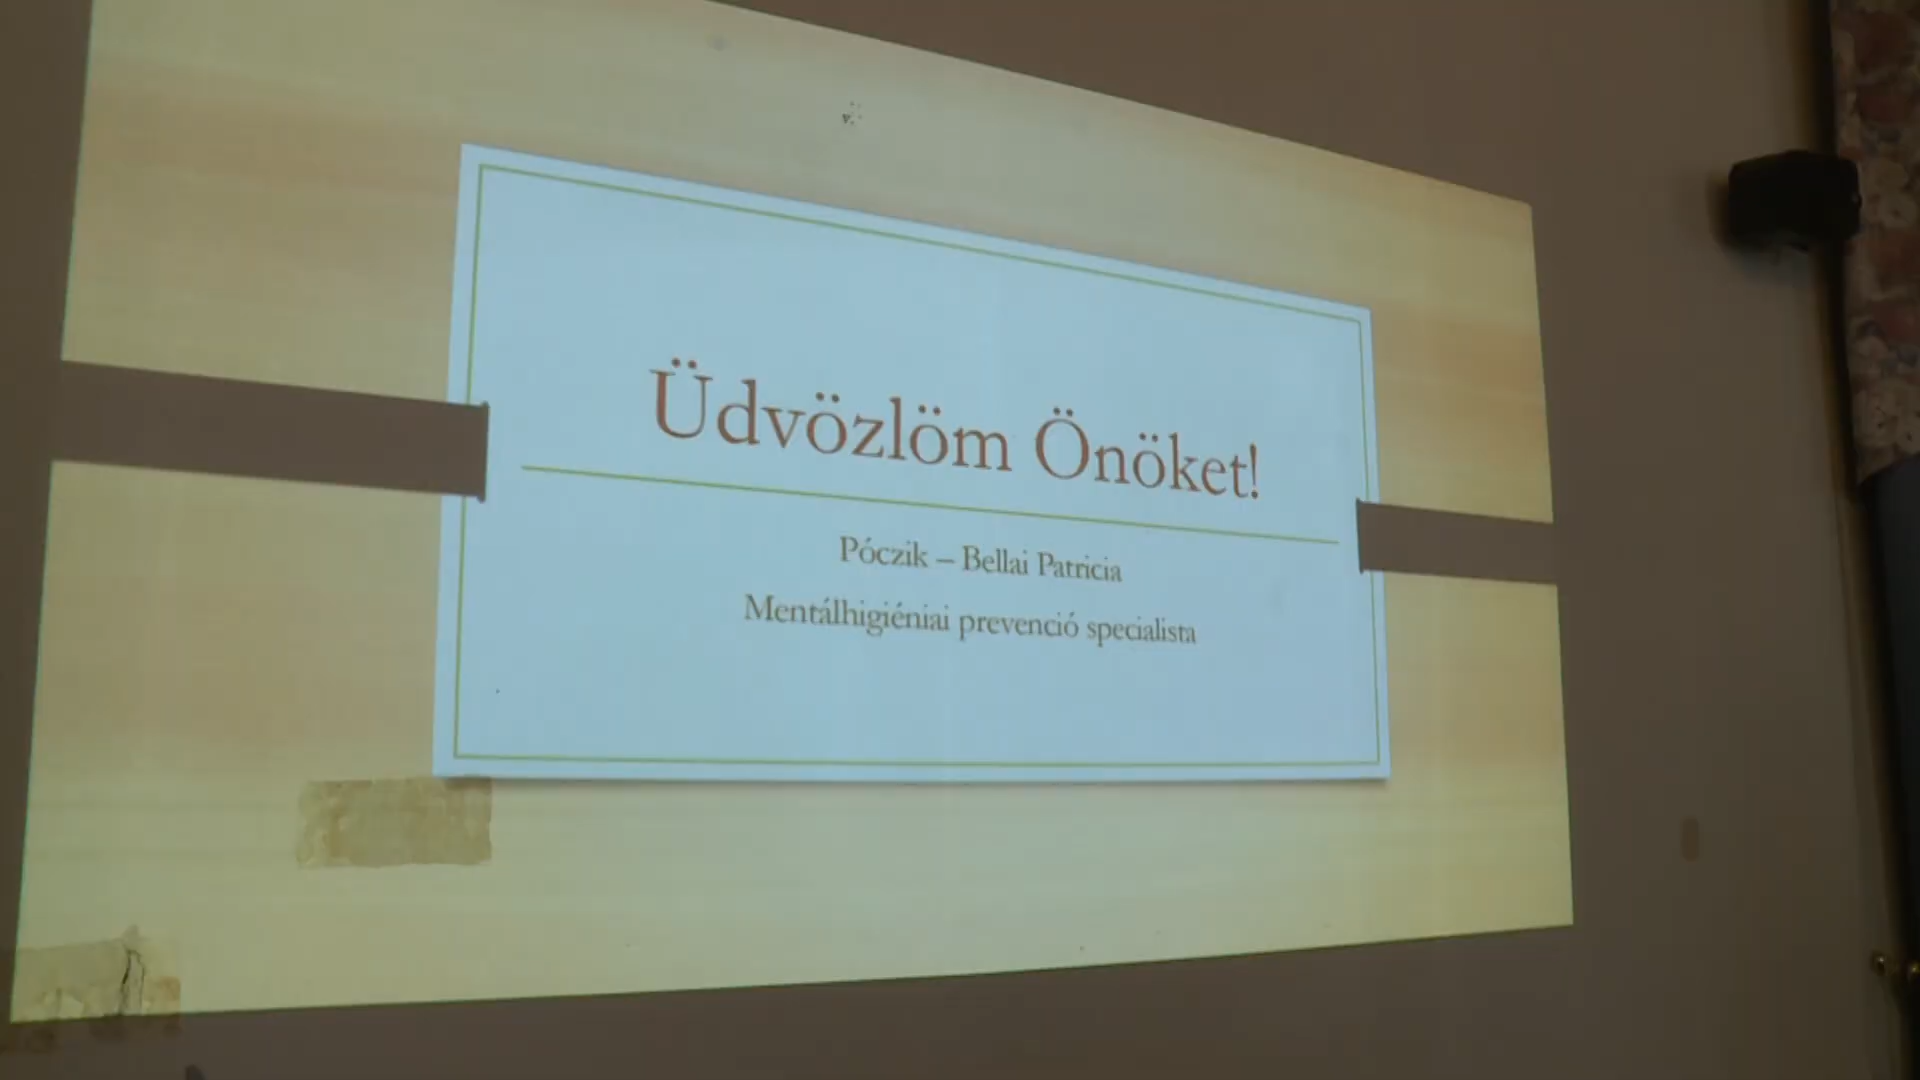 Üdvözlöm Önöket!
Póczik – Bellai Patricia
Mentálhigiéniai prevenció specialista